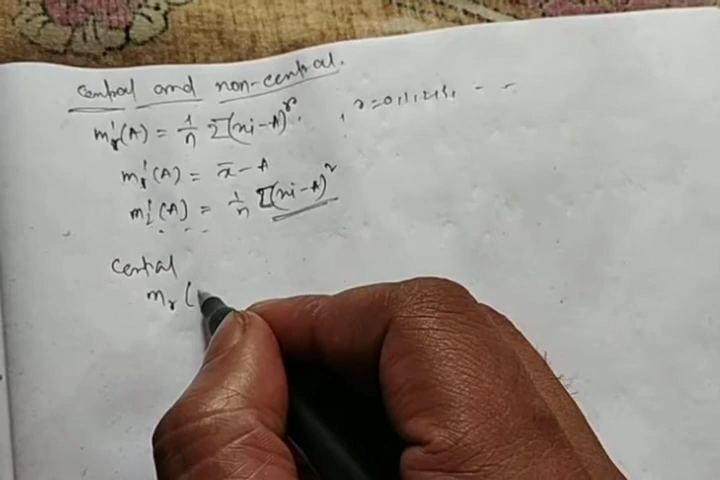 Central and non-central.
m'r(A) = 1/n Σ(xi-A)^r, , r=0,1,2,3, - -
m'1(A) = x̄ - A
m'2(A) = 1/n Σ(xi-A)²
Central
mr (